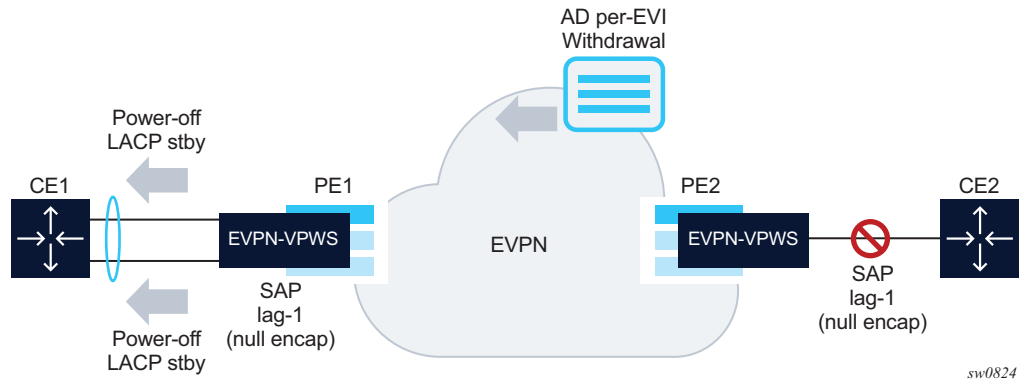 AD per-EVI
Withdrawal
Power-off
LACP stby
CE1
PE1
PE2
CE2
EVPN-VPWS
EVPN
EVPN-VPWS
SAP
lag-1
(null encap)
SAP
lag-1
(null encap)
Power-off
LACP stby
sw0824